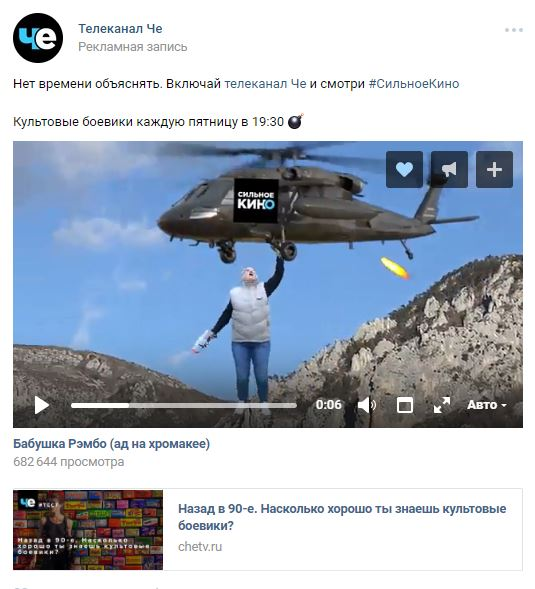 че
Телеканал Че
Рекламная запись
Нет времени объяснять. Включай телеканал Че и смотри #СильноеКино
Культовые боевики каждую пятницу в 19:30
СИЛЬНОЕ
КИНО
0:06
Авто
Бабушка Рэмбо (ад на хромакее)
682 644 просмотра
че #ТЕСТ
Назад в 90-е. Насколько
хорошо ты знаешь культовые
боевики?
Назад в 90-е. Насколько хорошо ты знаешь культовые
боевики?
chetv.ru